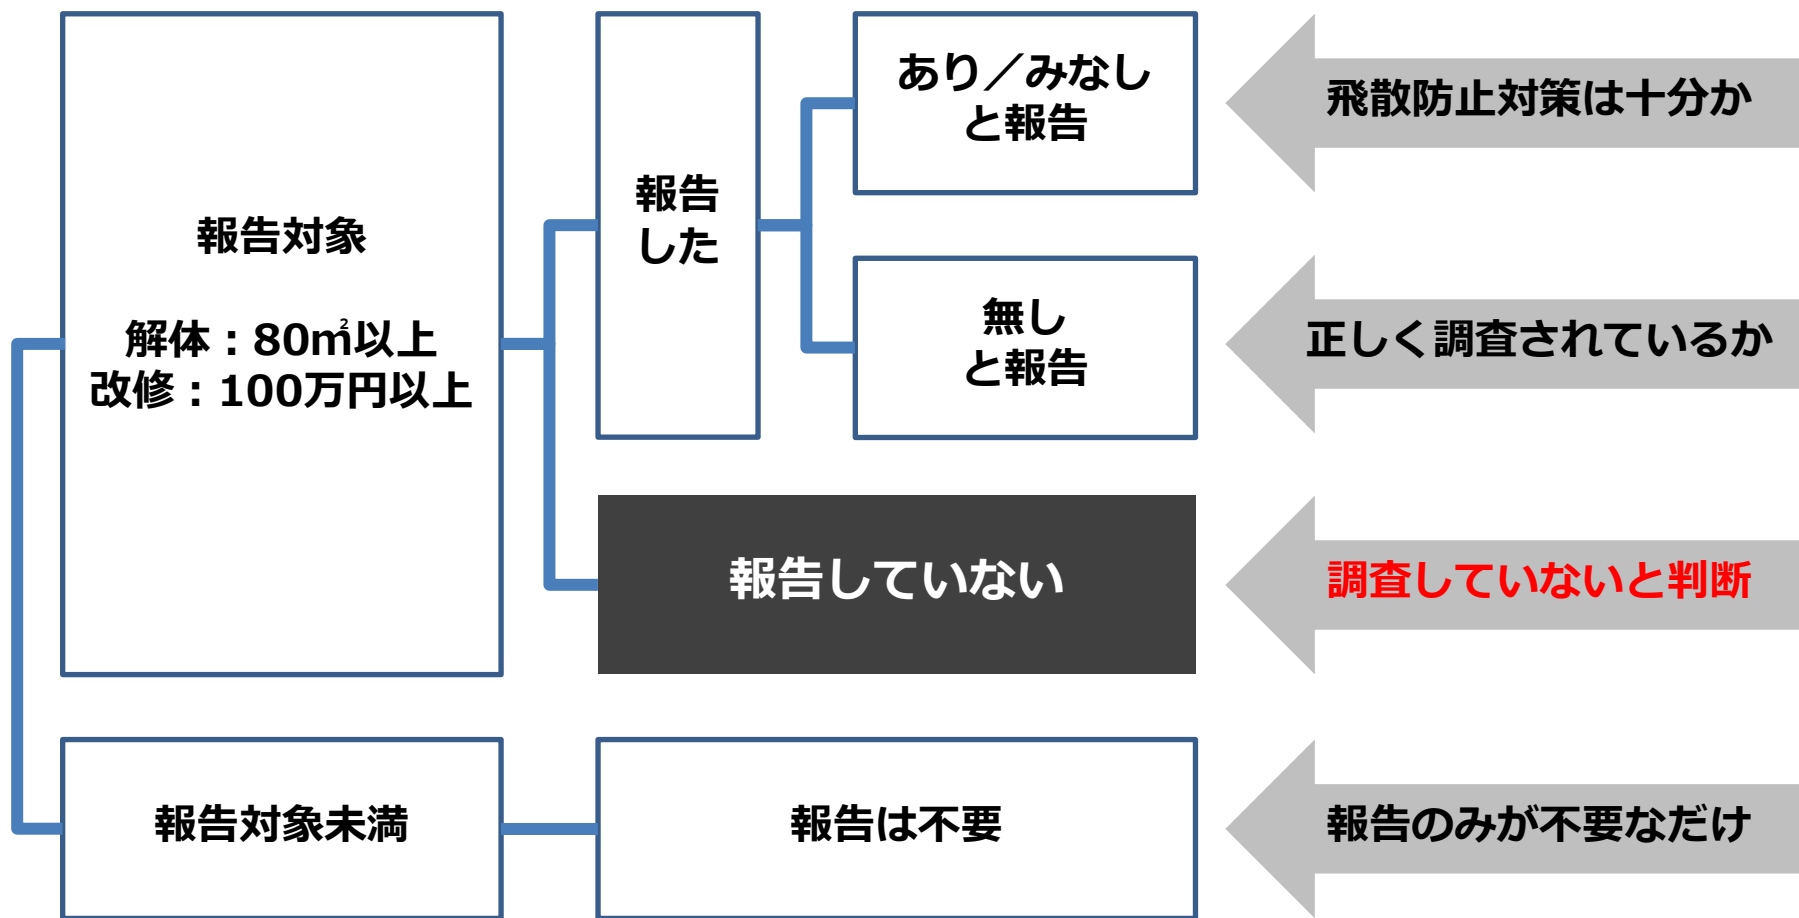 報告対象
解体：80㎡以上
改修：100万円以上
報告
した
あり／みなし
と報告
飛散防止対策は十分か
無し
と報告
正しく調査されているか
報告していない
調査していないと判断
報告対象未満
報告は不要
報告のみが不要なだけ